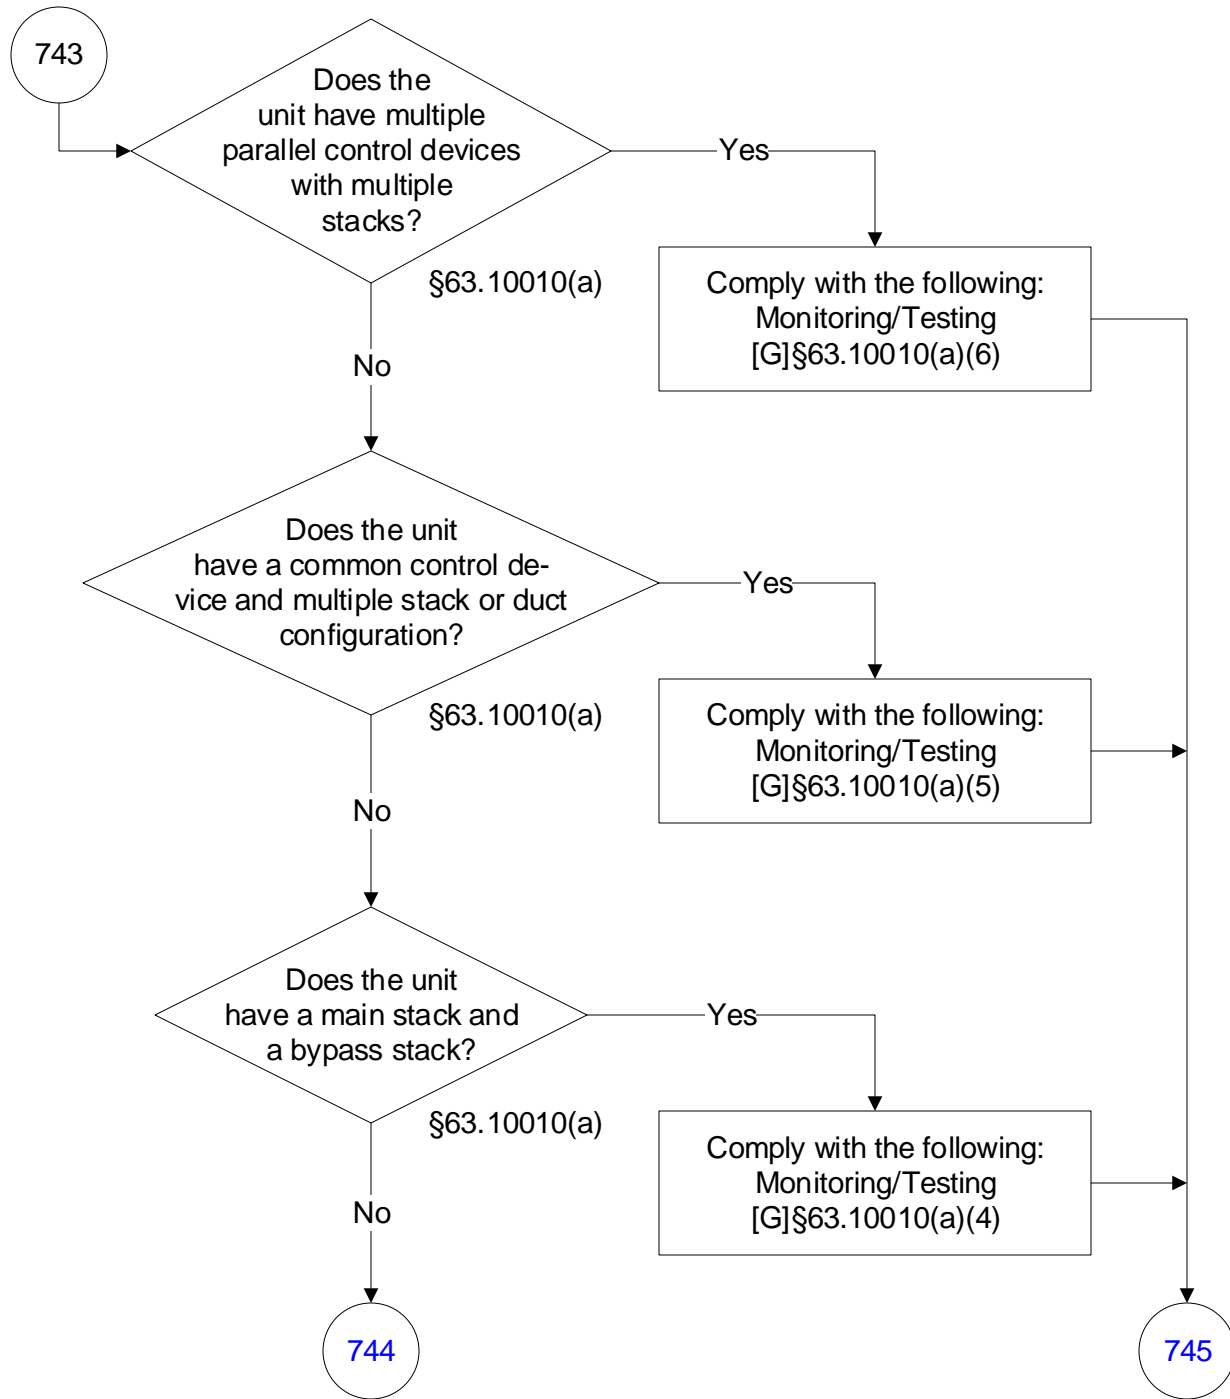 743
Does the
unit have multiple
parallel control devices
with multiple
stacks?
Yes
§63.10010(a)
Comply with the following:
Monitoring/Testing
[G]§63.10010(a)(6)
No
Does the unit
have a common control de-
vice and multiple stack or duct
configuration?
Yes
§63.10010(a)
Comply with the following:
Monitoring/Testing
[G]§63.10010(a)(5)
No
Does the unit
have a main stack and
a bypass stack?
Yes
§63.10010(a)
Comply with the following:
Monitoring/Testing
[G]§63.10010(a)(4)
No
744
745